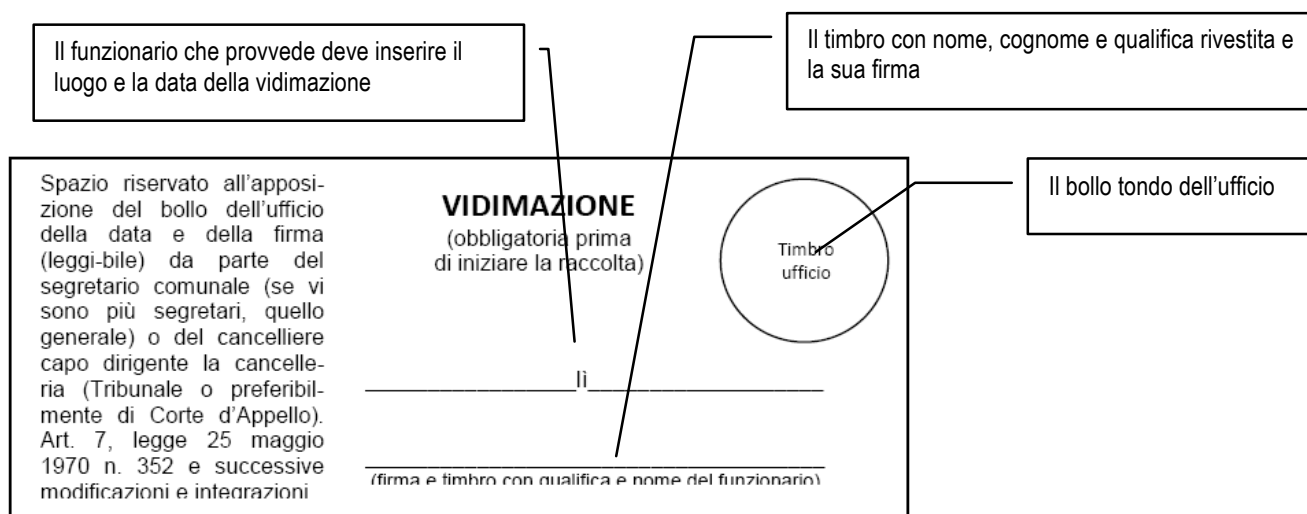 Il funzionario che provvede deve inserire il
luogo e la data della vidimazione
Il timbro con nome, cognome e qualifica rivestita e
la sua firma
Il bollo tondo dell'ufficio
Spazio riservato all'apposi-
zione del bollo dell'ufficio
della data e della firma
(leggi-bile) da parte del
segretario comunale (se vi
sono più segretari, quello
generale) o del cancelliere
capo dirigente la cancelle-
ria (Tribunale o preferibil-
mente di Corte d'Appello).
Art. 7, legge 25 maggio
1970 n. 352 e successive
modificazioni e integrazioni
VIDIMAZIONE
(obbligatoria prima
di iniziare la raccolta)
Timbro
ufficio
__________________lì____________________
_______________________________________
(firma e timbro con qualifica e nome del funzionario)